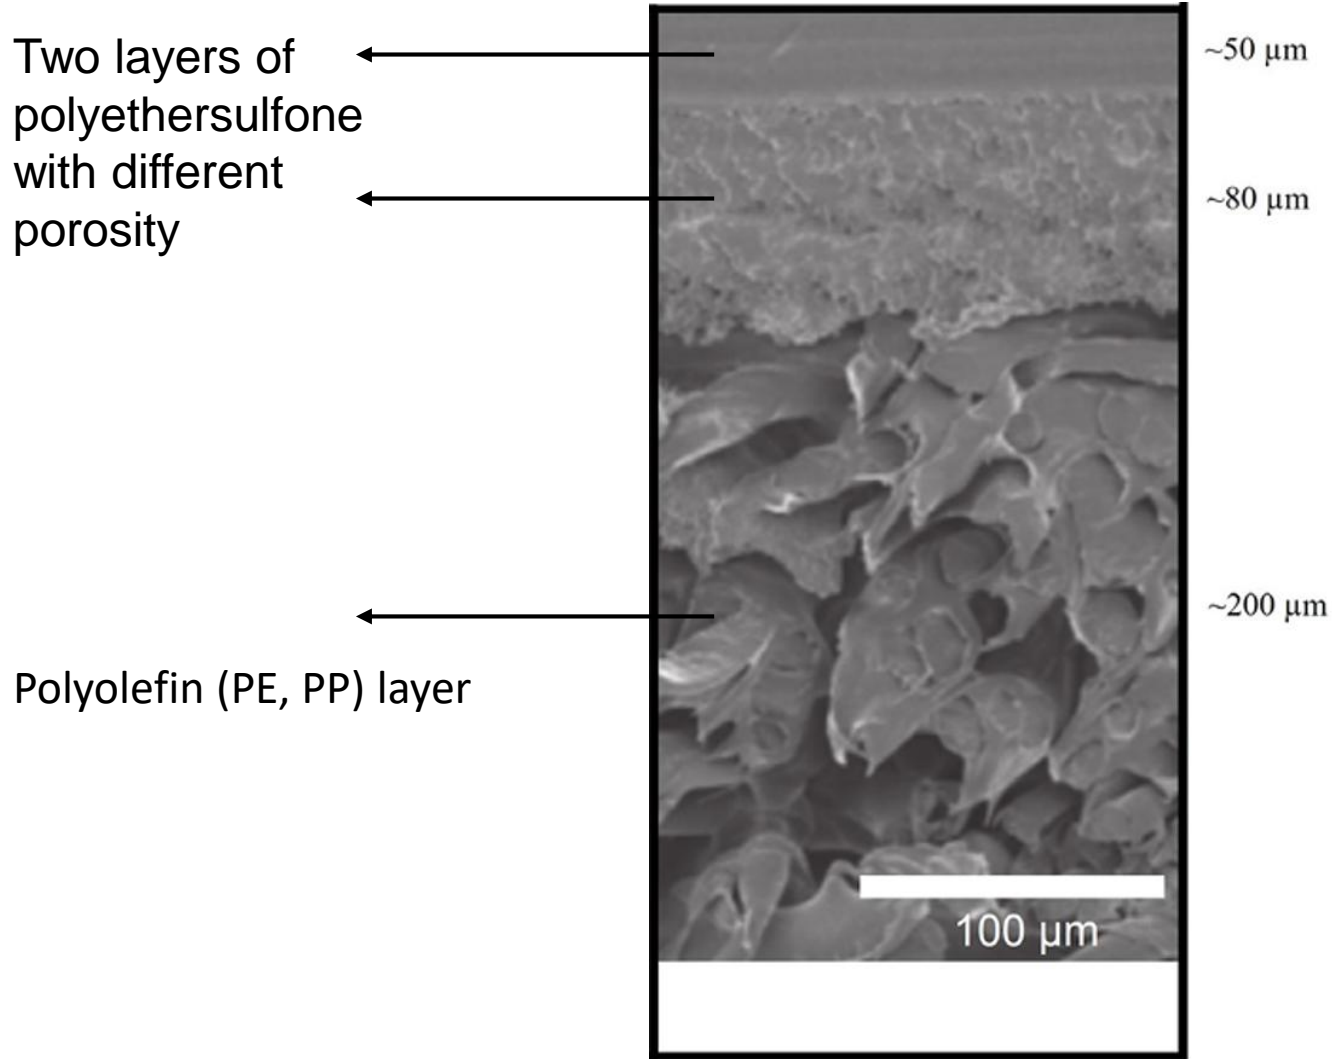 Two layers of
polyethersulfone
with different
porosity
~50 µm
~80 µm
~200 µm
Polyolefin (PE, PP) layer
100 µm